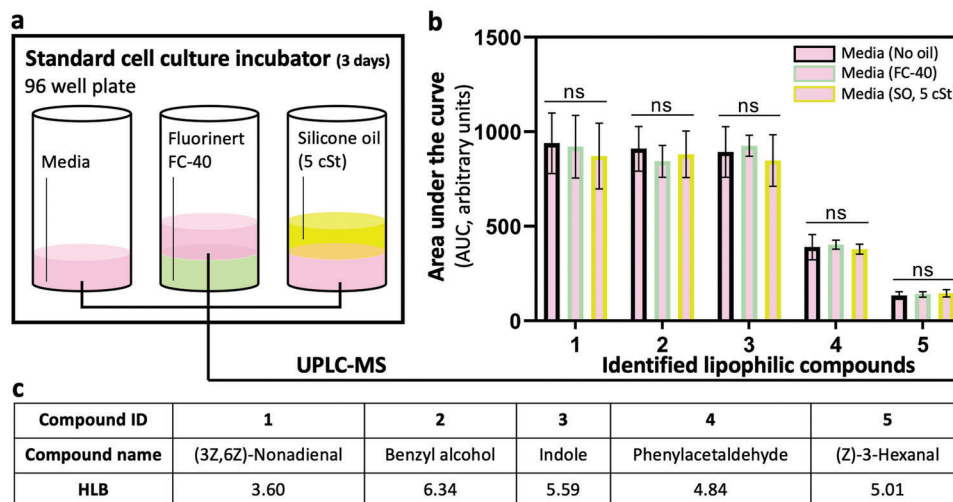 a
Standard cell culture incubator (3 days)
96 well plate
Media
Fluorinert
FC-40
Silicone oil
(5 cSt)
UPLC-MS
b
Area under the curve
(AUC, arbitrary units)
1500
1000
500
0
Media (No oil)
Media (FC-40)
Media (SO, 5 cSt
ns
ns
ns
ns
ns
1 2 3 4 5
Identified lipophilic compounds
c
Compound ID 1 2 3 4 5
Compound name (3Z,6Z)-Nonadienal Benzyl alcohol Indole Phenylacetaldehyde (Z)-3-Hexanal
HLB 3.60 6.34 5.59 4.84 5.01